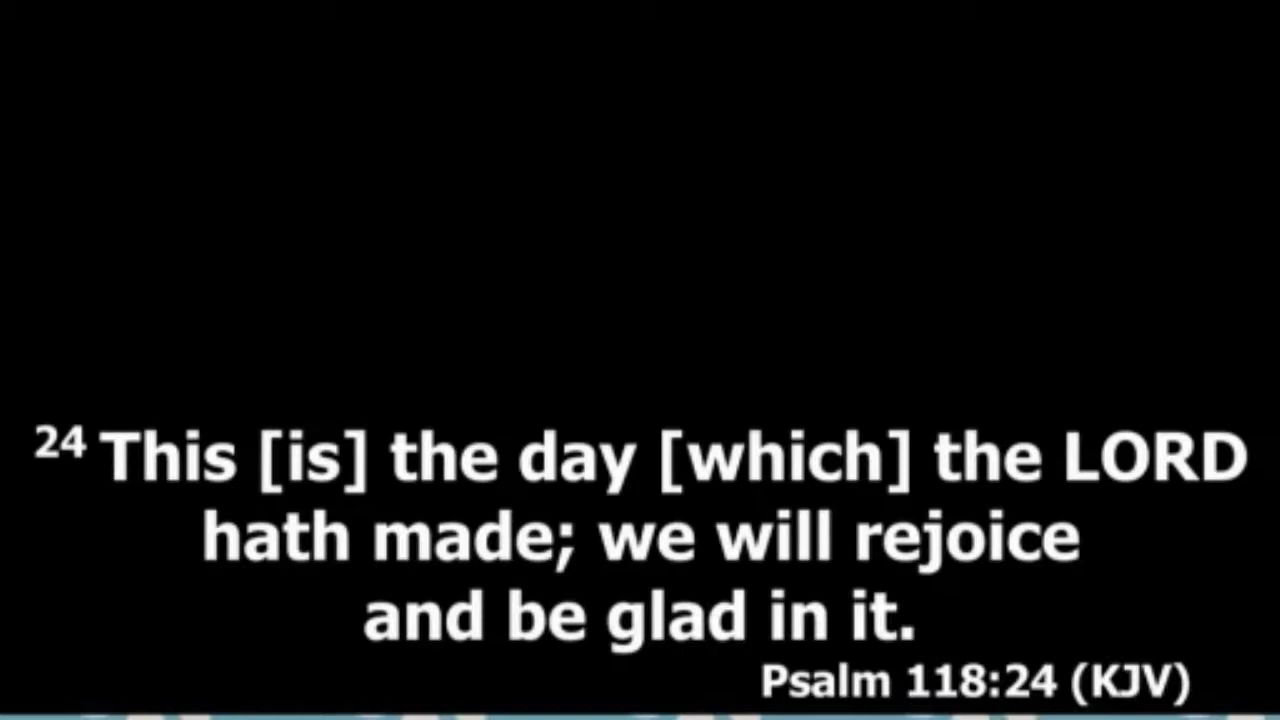 24 This [is] the day [which] the LORD
hath made; we will rejoice
and be glad in it.
Psalm 118:24 (KJV)